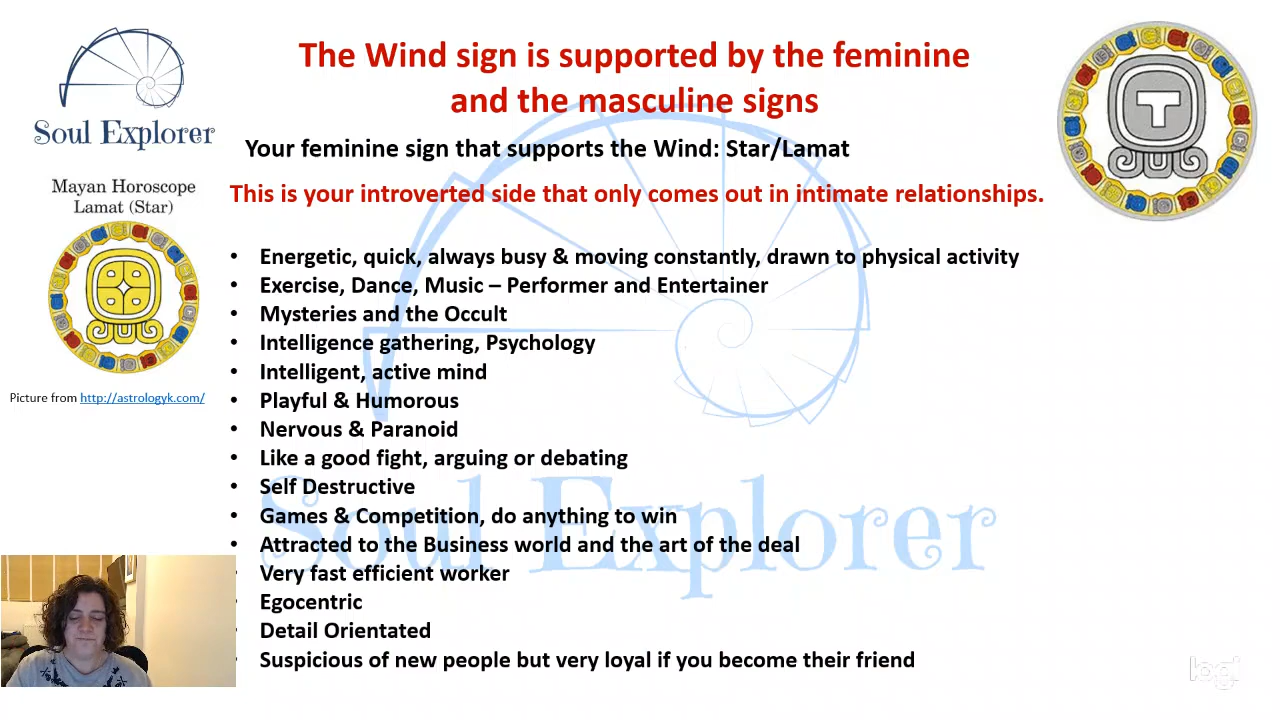 The Wind sign is supported by the feminine
and the masculine signs
Soul Explorer
Your feminine sign that supports the Wind: Star/Lamat
Mayan Horoscope
Lamat (Star)
This is your introverted side that only comes out in intimate relationships.
• Energetic, quick, always busy & moving constantly, drawn to physical activity
• Exercise, Dance, Music – Performer and Entertainer
• Mysteries and the Occult
• Intelligence gathering, Psychology
• Intelligent, active mind
Picture from http://astrologyk.com/
• Playful & Humorous
• Nervous & Paranoid
• Like a good fight, arguing or debating
• Self Destructive
• Games & Competition, do anything to win
• Attracted to the Business world and the art of the deal
• Very fast efficient worker
• Egocentric
• Detail Orientated
• Suspicious of new people but very loyal if you become their friend
Soul Explorer
logi